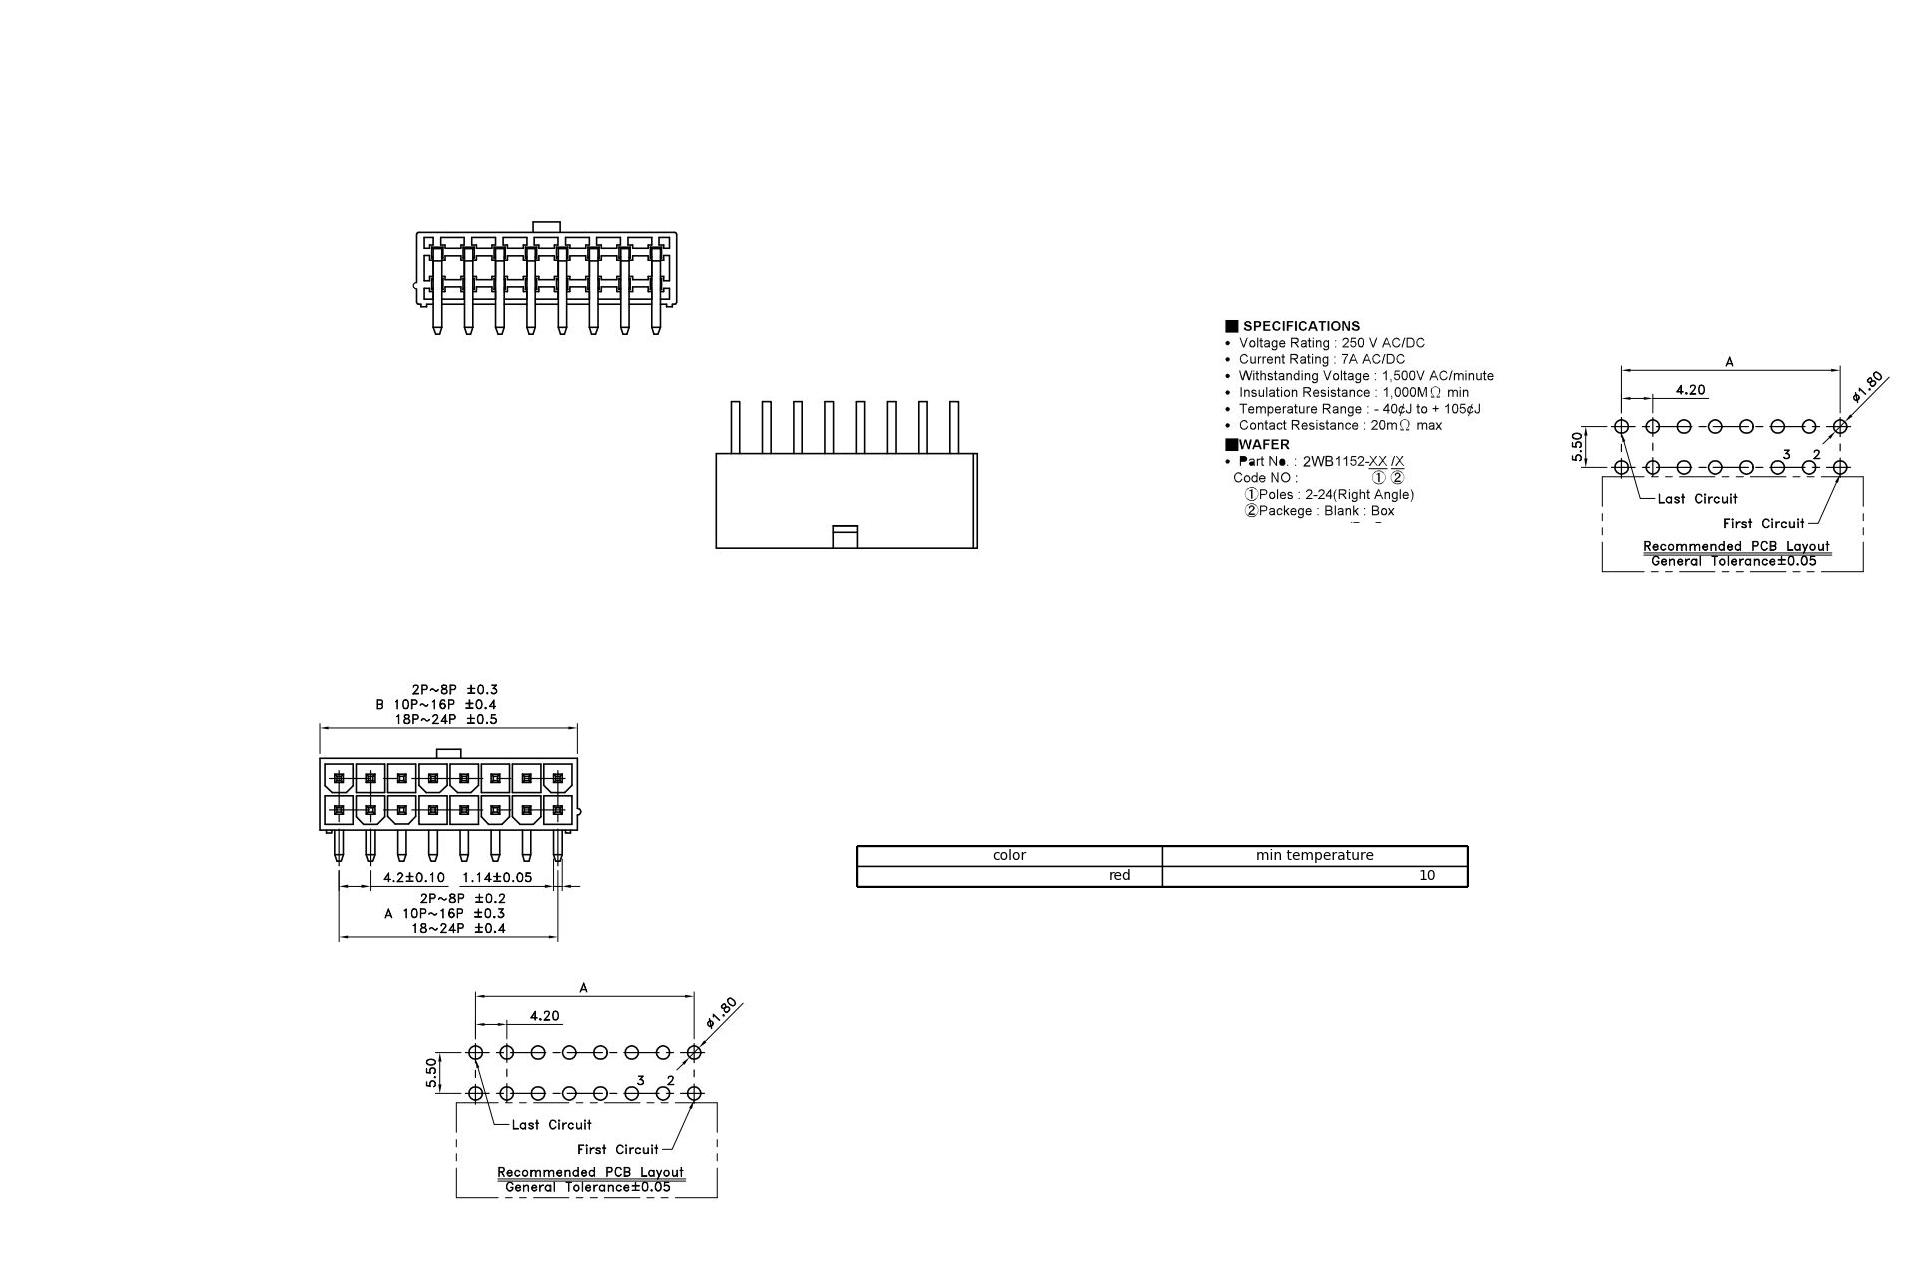 ■ SPECIFICATIONS
• Voltage Rating : 250 V AC/DC
• Current Rating : 7A AC/DC
• Withstanding Voltage : 1,500V AC/minute
• Insulation Resistance : 1,000MΩ min
• Temperature Range : - 40¢J to + 105¢J
• Contact Resistance : 20mΩ max
■WAFER
• Part No. : 2WB1152-XX /X
Code NO : ① ②
①Poles : 2-24(Right Angle)
②Packege : Blank : Box
A
4.20
ø1.80
5.50
3 2
Last Circuit
First Circuit
Recommended PCB Layout
General Tolerance±0.05
2P~8P ±0.3
B 10P~16P ±0.4
18P~24P ±0.5
4.2±0.10 1.14±0.05
2P~8P ±0.2
A 10P~16P ±0.3
18~24P ±0.4
color min temperature
red 10
A
4.20
ø1.80
5.50
3 2
Last Circuit
First Circuit
Recommended PCB Layout
General Tolerance±0.05